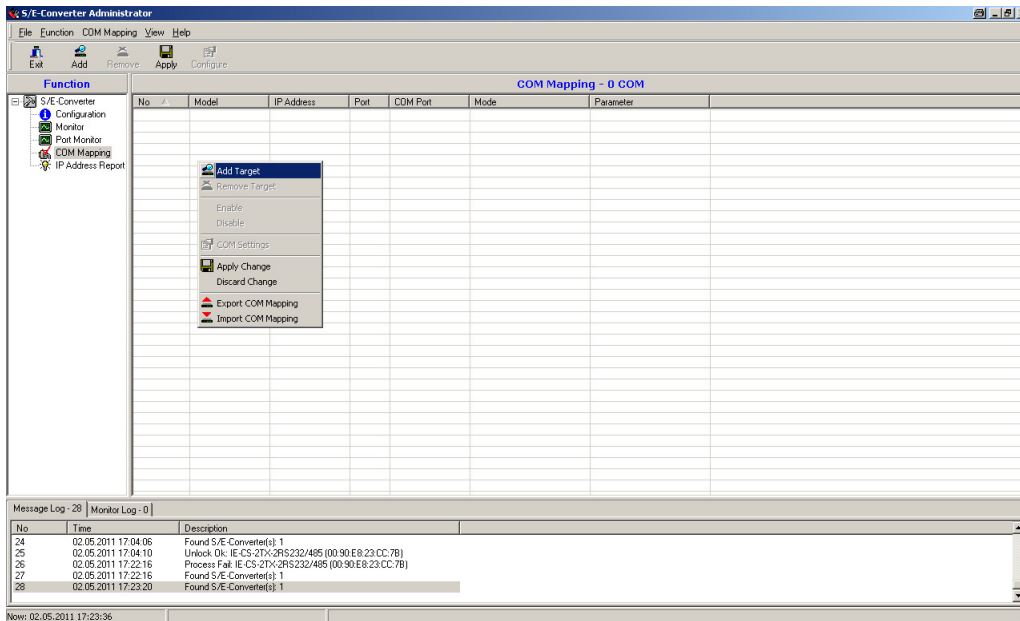 S/E-Converter Administrator
File Function COM Mapping View Help
Exit Add Remove Apply Configure
Function
COM Mapping - 0 COM
S/E-Converter
Configuration
Monitor
Port Monitor
COM Mapping
IP Address Report
No Model IP Address Port COM Port Mode Parameter
Add Target
Remove Target
Enable
Disable
COM Settings
Apply Change
Discard Change
Export COM Mapping
Import COM Mapping
Message Log - 28 Monitor Log - 0
No Time Description
24 02.05.2011 17:04:06 Found S/E-Converter(s): 1
25 02.05.2011 17:04:10 Unlock Ok: IE-CS-2TX-2RS232/485 (00:90:E8:23:CC:7B)
26 02.05.2011 17:22:16 Process Fail: IE-CS-2TX-2RS232/485 (00:90:E8:23:CC:7B)
27 02.05.2011 17:22:16 Found S/E-Converter(s): 1
28 02.05.2011 17:23:20 Found S/E-Converter(s): 1
Now: 02.05.2011 17:23:36